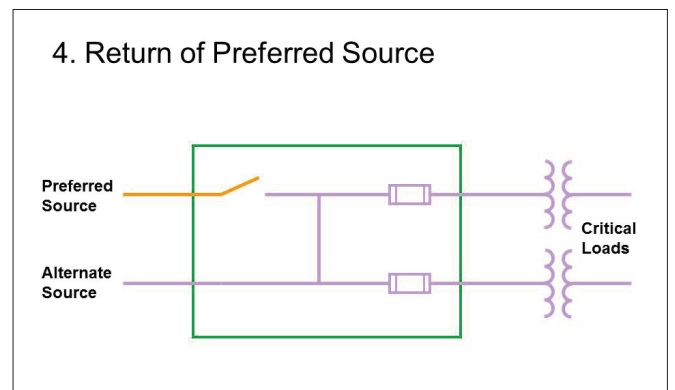 4. Return of Preferred Source
Preferred
Source
Critical
Loads
Alternate
Source